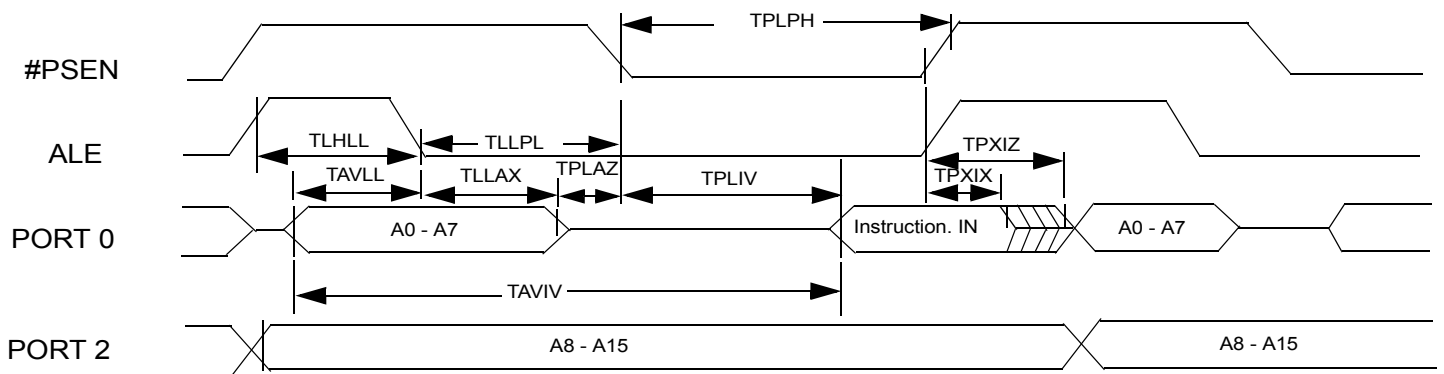 TPLPH
#PSEN
ALE
TLHLL
TLLPL
TPXIZ
TAVLL
TLLAX
TPLAZ
TPLIV
TPXIX
PORT 0
A0 - A7
Instruction. IN
A0 - A7
TAVIV
PORT 2
A8 - A15
A8 - A15